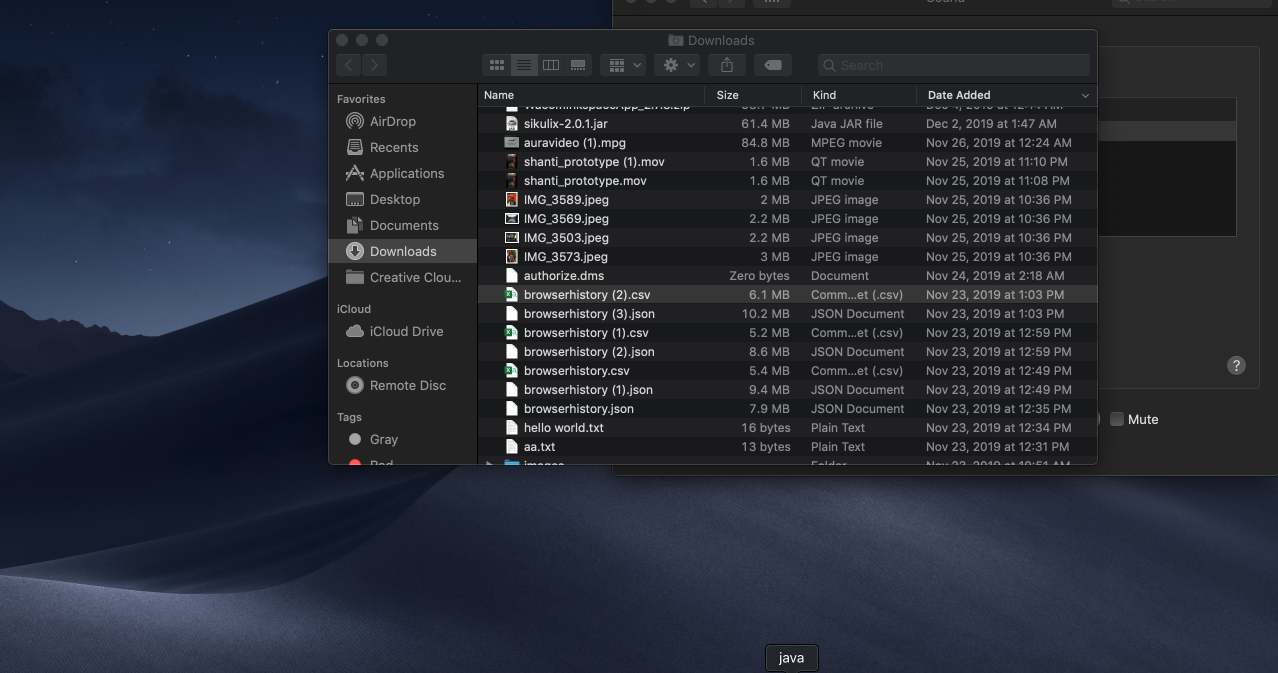 Sound
Search
Downloads
Search
Name Size Kind Date Added
sikulix-2.0.1.jar 61.4 MB Java JAR file Dec 2, 2019 at 1:47 AM
auravideo (1).mpg 84.8 MB MPEG movie Nov 26, 2019 at 12:24 AM
shanti_prototype (1).mov 1.6 MB QT movie Nov 25, 2019 at 11:10 PM
shanti_prototype.mov 1.6 MB QT movie Nov 25, 2019 at 11:08 PM
IMG_3589.jpeg 2 MB JPEG image Nov 25, 2019 at 10:36 PM
IMG_3569.jpeg 2.2 MB JPEG image Nov 25, 2019 at 10:36 PM
IMG_3503.jpeg 2.2 MB JPEG image Nov 25, 2019 at 10:36 PM
IMG_3573.jpeg 3 MB JPEG image Nov 25, 2019 at 10:36 PM
authorize.dms Zero bytes Document Nov 24, 2019 at 2:18 AM
browserhistory (2).csv 6.1 MB Comm...et (.csv) Nov 23, 2019 at 1:03 PM
browserhistory (3).json 10.2 MB JSON Document Nov 23, 2019 at 1:03 PM
browserhistory (1).csv 5.2 MB Comm...et (.csv) Nov 23, 2019 at 12:59 PM
browserhistory (2).json 8.6 MB JSON Document Nov 23, 2019 at 12:59 PM
browserhistory.csv 5.4 MB Comm...et (.csv) Nov 23, 2019 at 12:49 PM
browserhistory (1).json 9.4 MB JSON Document Nov 23, 2019 at 12:49 PM
browserhistory.json 7.9 MB JSON Document Nov 23, 2019 at 12:35 PM
hello world.txt 16 bytes Plain Text Nov 23, 2019 at 12:34 PM
aa.txt 13 bytes Plain Text Nov 23, 2019 at 12:31 PM
images Folder Nov 23, 2019 at 10:51 AM
Favorites
AirDrop
Recents
Applications
Desktop
Documents
Downloads
Creative Clou...
iCloud
iCloud Drive
Locations
Remote Disc
Tags
Gray
Red
?
Mute
java